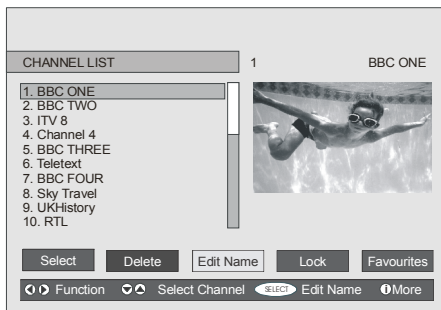 CHANNEL LIST
1 BBC ONE
1. BBC ONE
2. BBC TWO
3. ITV 8
4. Channel 4
5. BBC THREE
6. Teletext
7. BBC FOUR
8. Sky Travel
9. UKHistory
10. RTL
Select Delete Edit Name Lock Favourites
Function Select Channel SELECT Edit Name i More